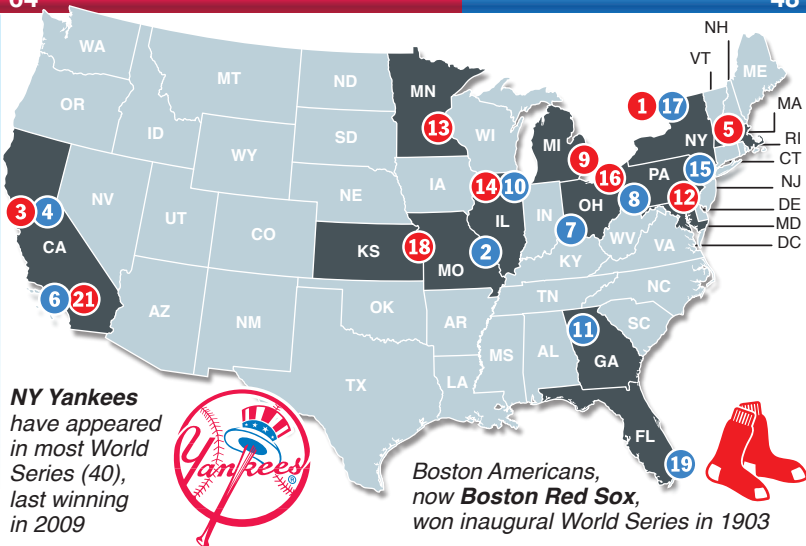 64 48
NH
VT
WA
ME
MT
ND
MN
OR
1 17
MA
13
5
ID
SD
WI
MI
NY
RI
WY
9
CT
16
PA 15
IA
14 10
NJ
NE
12
NV
OH
8
3 4
IL
IN
DE
UT
7
MD
CO
WV
CA
KS 18
2
VA
DC
MO
KY
6 21
NC
OK
TN
AZ
NM
AR
11
SC
MS AL
GA
TX
LA
NY Yankees
have appeared
in most World
Series (40),
last winning
in 2009
Yankees ®
FL
19
Boston Americans,
now Boston Red Sox,
won inaugural World Series in 1903